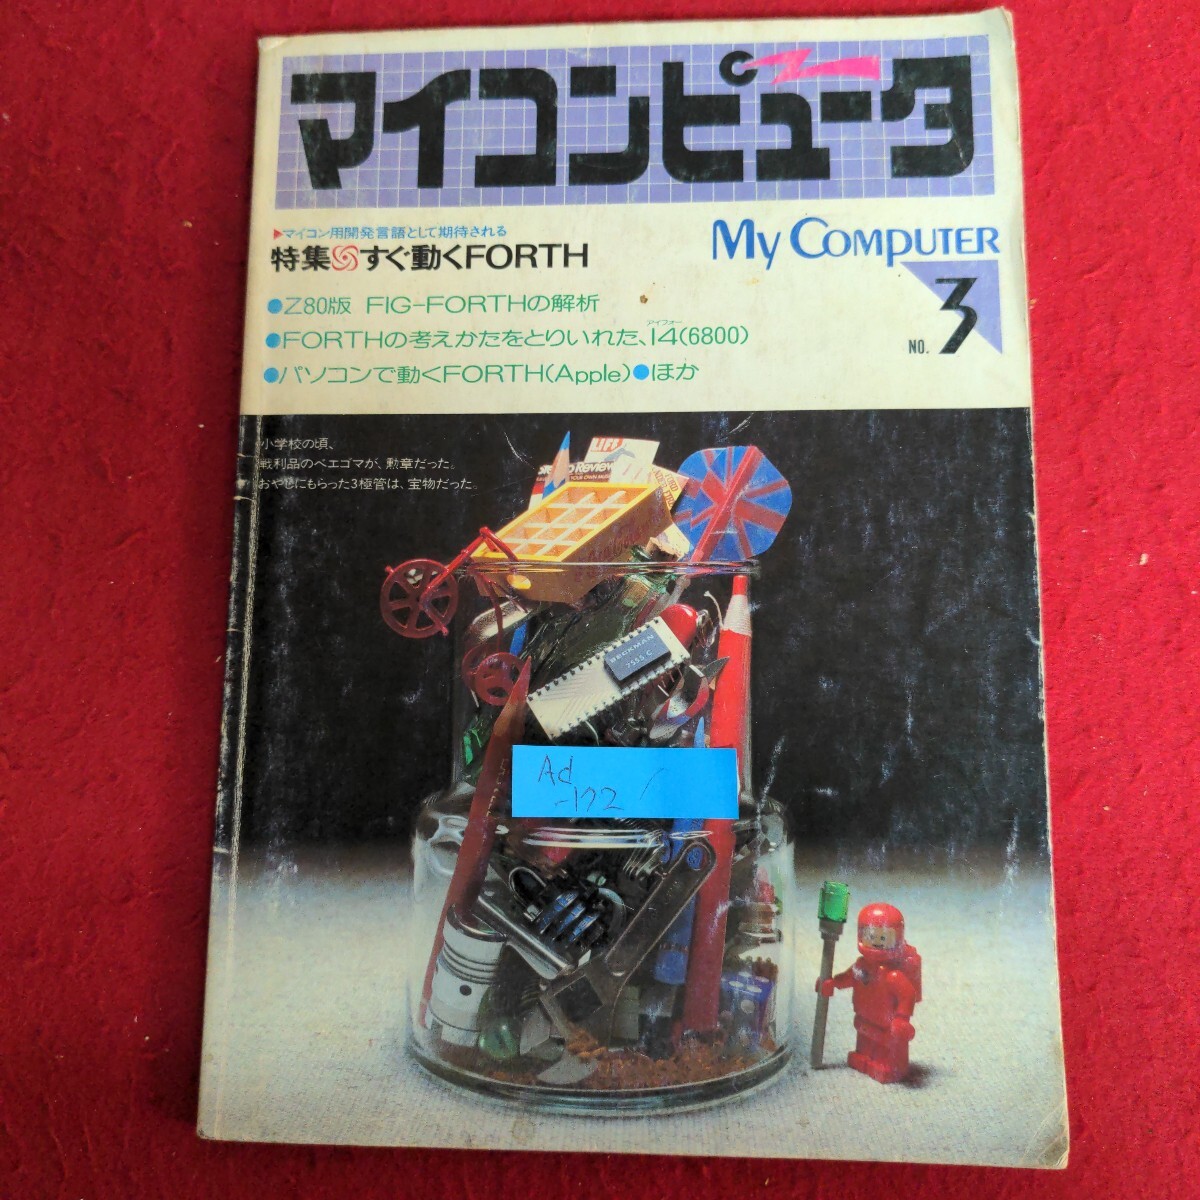 マイコンピュータ
▶マイコン用開発言語として期待される
特集 すぐ動くFORTH
My COMPUTER
NO. 3
●Z80版 FIG-FORTHの解析
アイフォー
●FORTHの考えかたをとりいれた、I4(6800)
●パソコンで動くFORTH(Apple)●ほか
小学校の頃、
戦利品のベエゴマが、勲章だった。
おやじにもらった3極管は、宝物だった。
LIFE
Review
BECKMAN
7555 C
Ad
-172